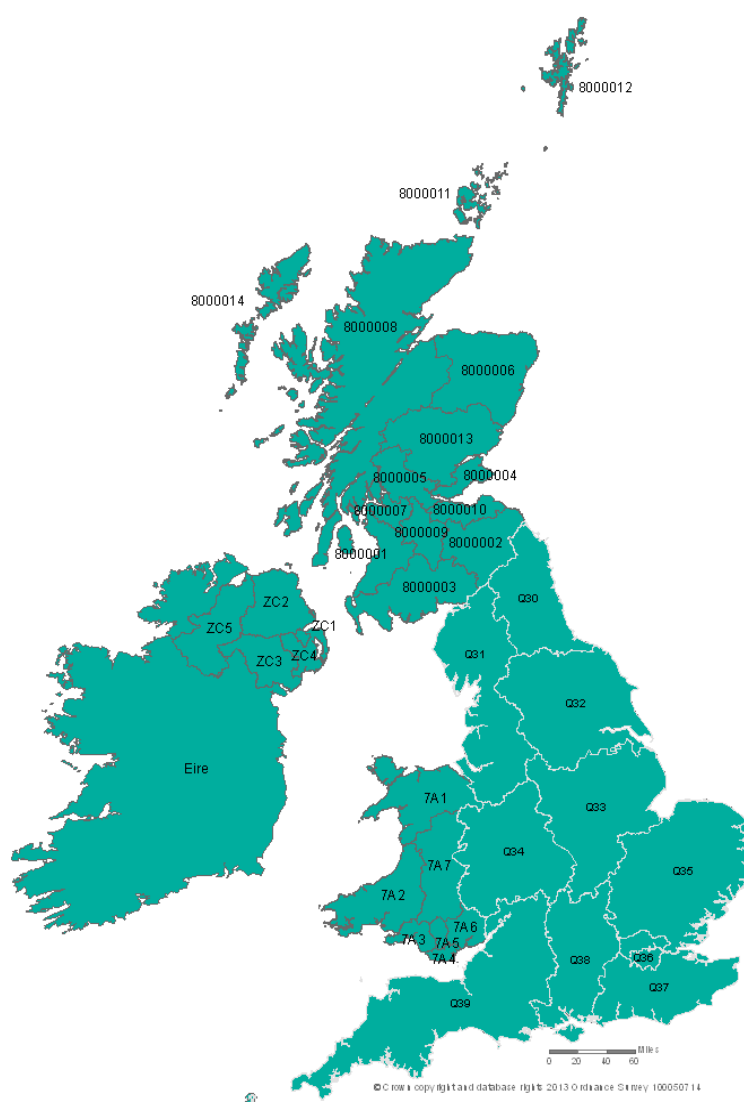 8000012
8000011
8000014
8000008
8000006
8000013
8000005
8000004
8000007
8000010
8000009
8000002
8000001
8000003
ZC2
ZC1
ZC5
ZC4
ZC3
Q30
Q31
Q32
Eire
7A1
Q33
Q34
7A7
Q35
7A2
7A6
7A3
7A5
7A4
Q36
Q38
Q37
Q39
Miles
0 20 40 60
© Crown copyright and database rights 2013 Ordnance Survey 100050714